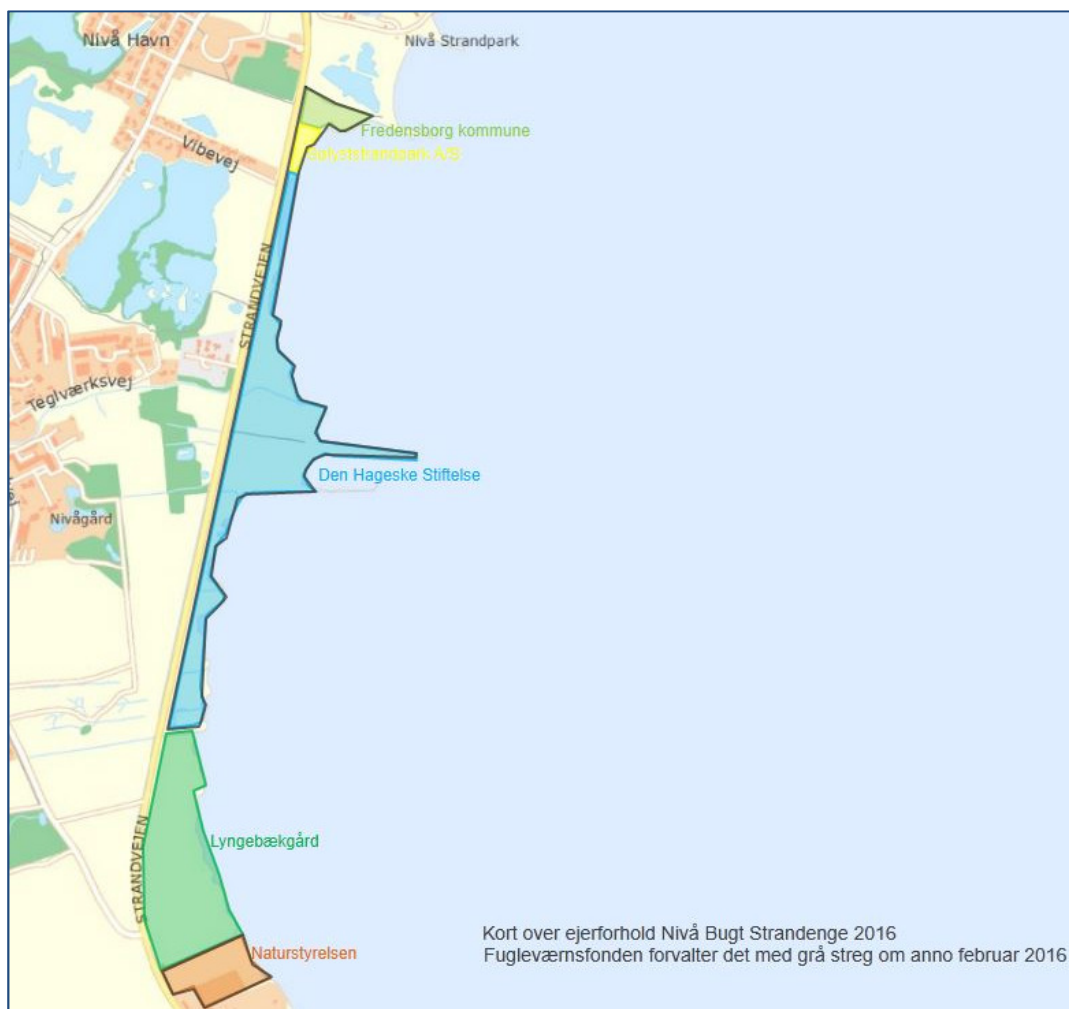 Nivå Havn
Nivå Strandpark
Fredensborg kommune
A/S
Vibevej
STRANDVEJEN
Teglværksvej
Den Hageske Stiftelse
Nivågård
Lyngebækgård
STRANDVEJEN
Naturstyrelsen
Kort over ejerforhold Nivå Bugt Strandenge 2016
Fugleværnsfonden forvalter det med grå streg om anno februar 2016